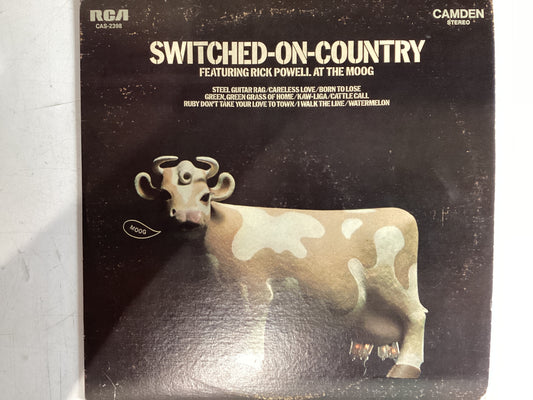 RCA
CAS-2398
CAMDEN
STEREO
SWITCHED-ON-COUNTRY
FEATURING RICK POWELL AT THE MOOG
STEEL GUITAR RAG/CARELESS LOVE/BORN TO LOSE
GREEN, GREEN GRASS OF HOME/KAW-LIGA/CATTLE CALL
RUBY DON'T TAKE YOUR LOVE TO TOWN/I WALK THE LINE/WATERMELON
MOOG